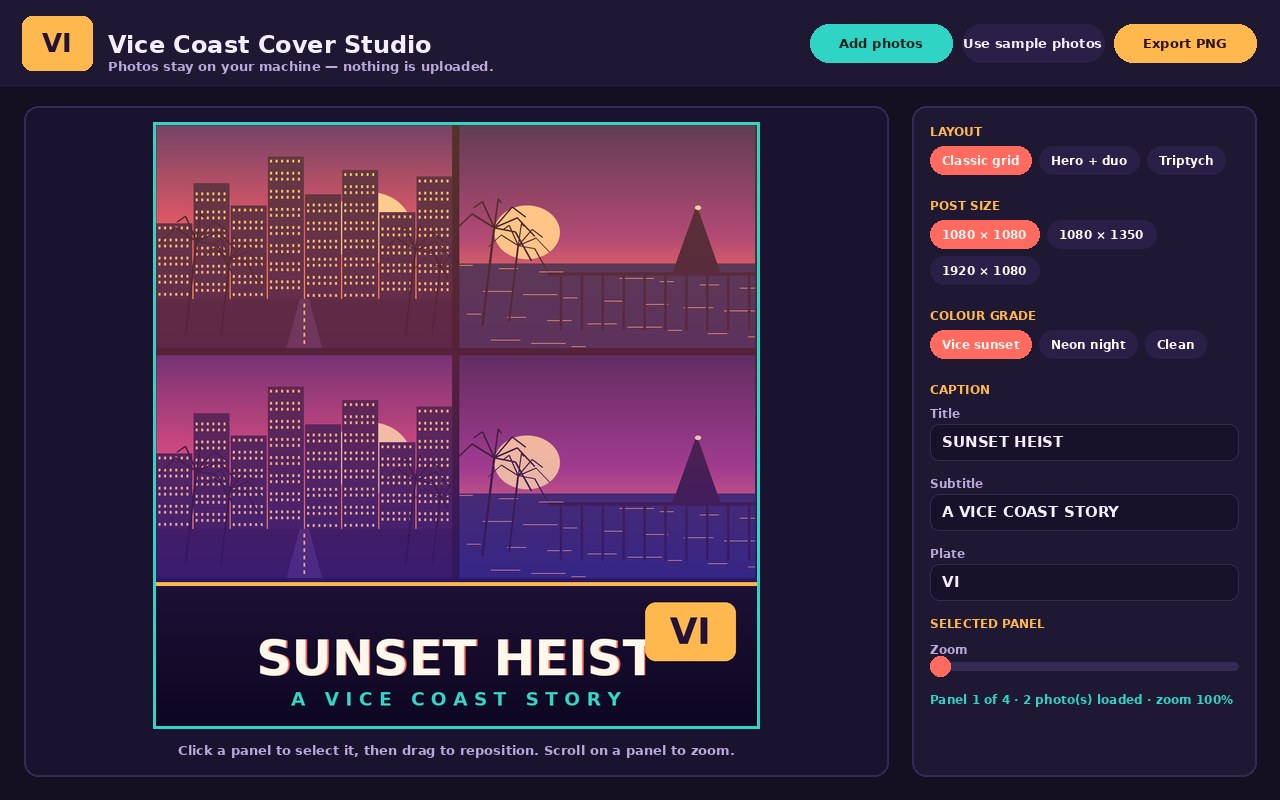 VI
Vice Coast Cover Studio
Photos stay on your machine — nothing is uploaded.
Add photos
Use sample photos
Export PNG
SUNSET HEIST
VI
A VICE COAST STORY
Click a panel to select it, then drag to reposition. Scroll on a panel to zoom.
LAYOUT
Classic grid
Hero + duo
Triptych
POST SIZE
1080 × 1080
1080 × 1350
1920 × 1080
COLOUR GRADE
Vice sunset
Neon night
Clean
CAPTION
Title
SUNSET HEIST
Subtitle
A VICE COAST STORY
Plate
VI
SELECTED PANEL
Zoom
Panel 1 of 4 · 2 photo(s) loaded · zoom 100%